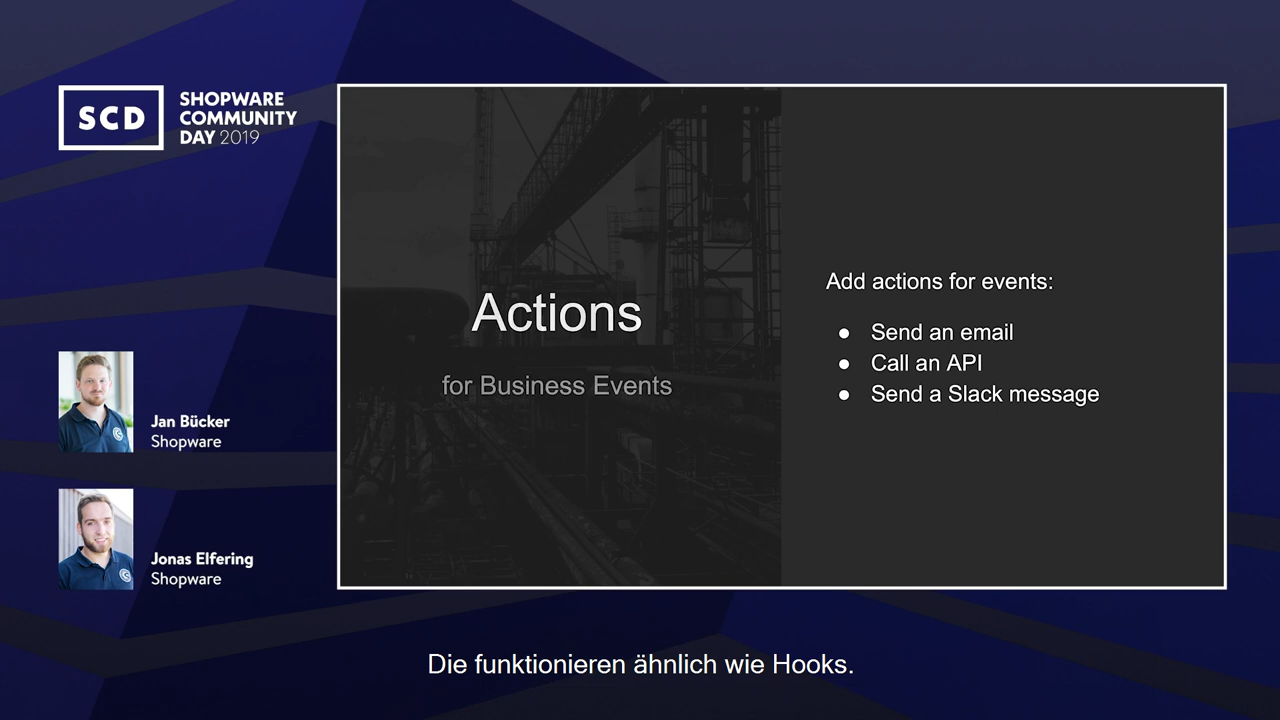 SCD
SHOPWARE
COMMUNITY
DAY 2019
Actions
for Business Events
Add actions for events:
● Send an email
● Call an API
● Send a Slack message
Jan Bücker
Shopware
Jonas Elfering
Shopware
Die funktionieren ähnlich wie Hooks.